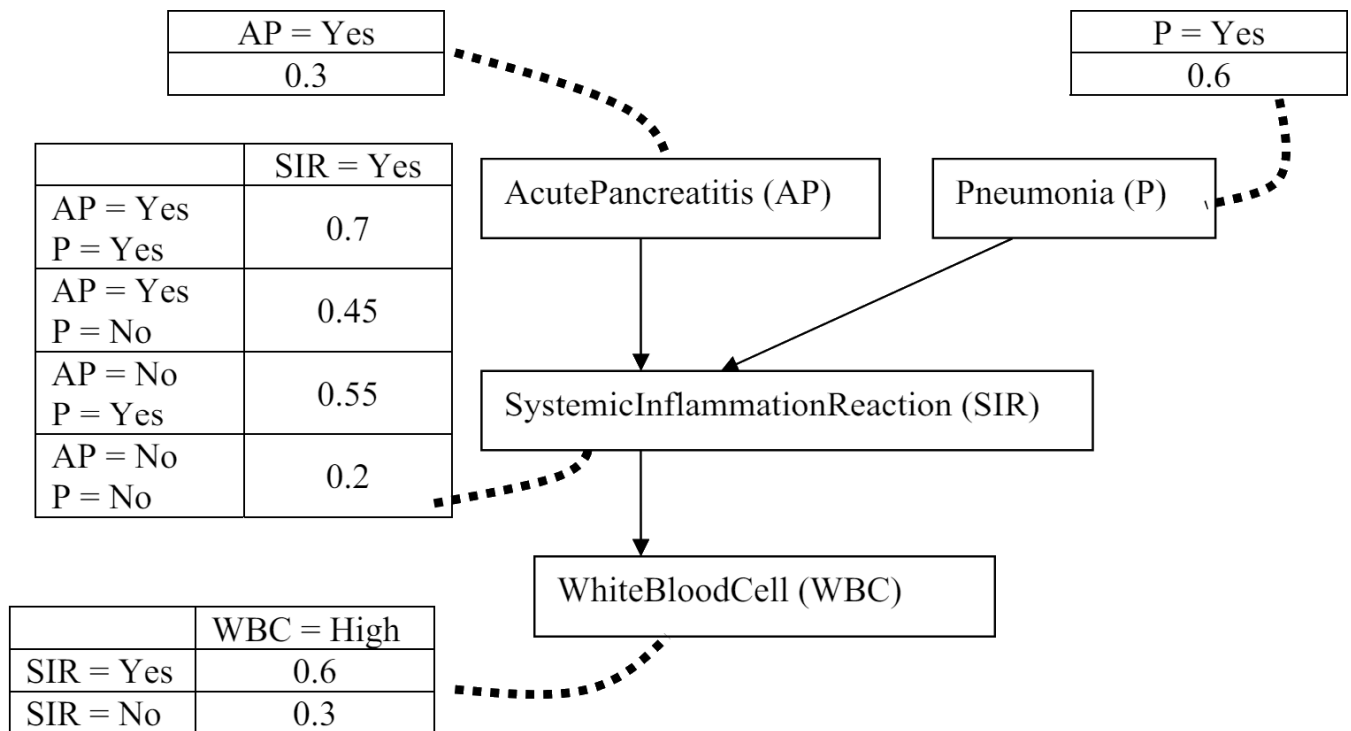 AP = Yes
0.3
P = Yes
0.6
SIR = Yes
AP = Yes
P = Yes
0.7
AP = Yes
P = No
0.45
AP = No
P = Yes
0.55
AP = No
P = No
0.2
AcutePancreatitis (AP)
Pneumonia (P)
SystemicInflammationReaction (SIR)
WhiteBloodCell (WBC)
WBC = High
SIR = Yes 0.6
SIR = No 0.3